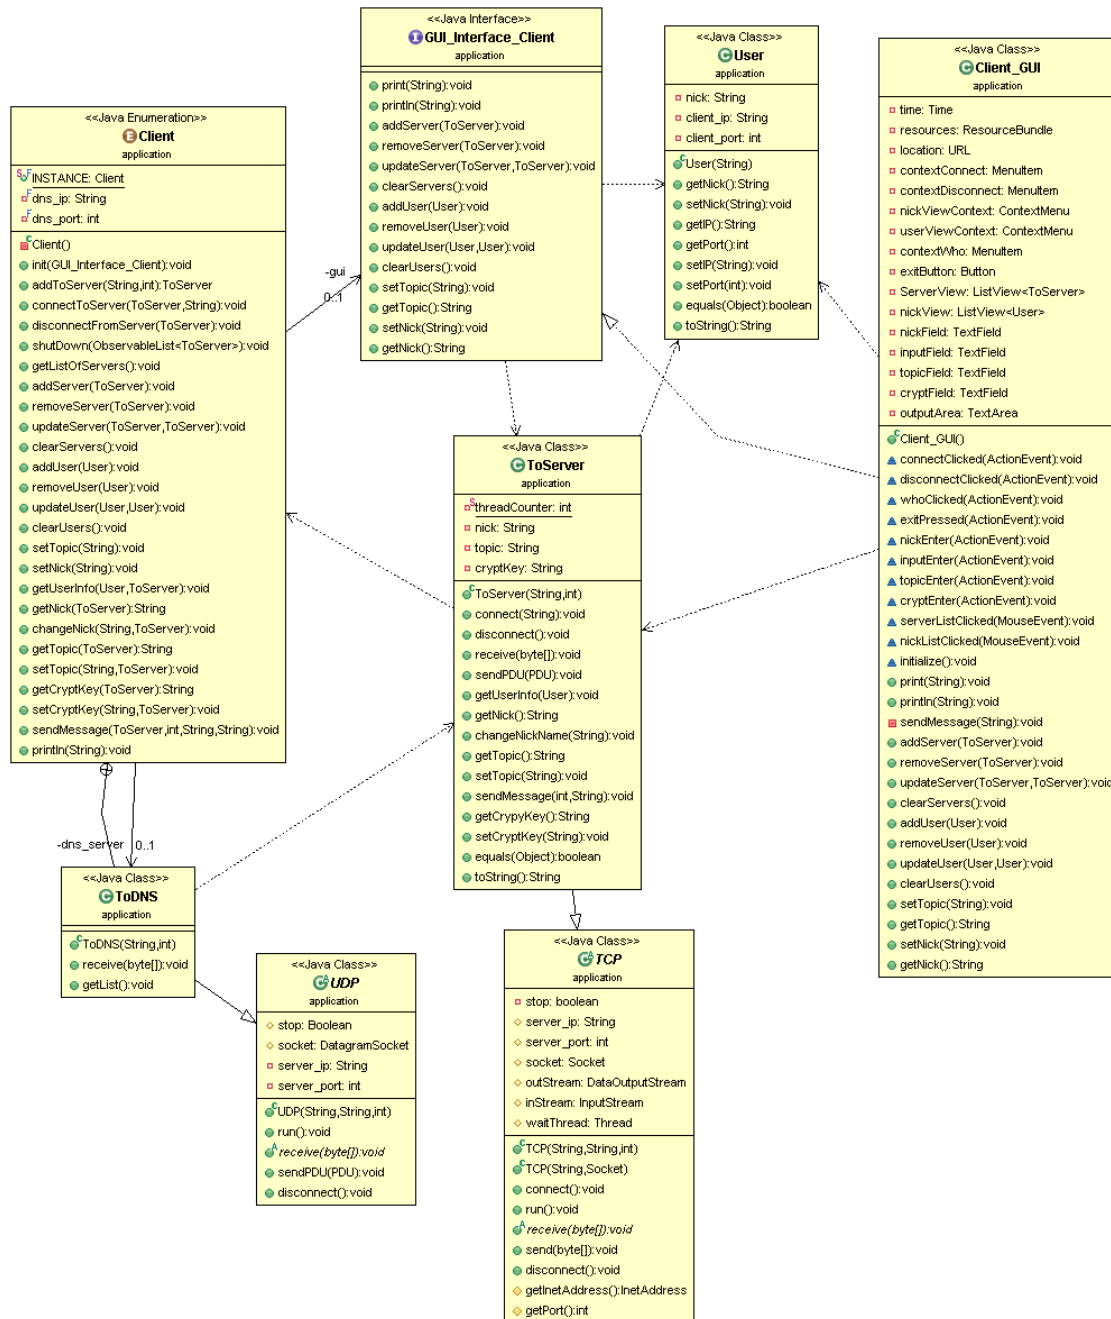 <<Java Interface>>
GUI_Interface_Client
application
print(String):void
println(String):void
addServer(ToServer):void
removeServer(ToServer):void
updateServer(ToServer,ToServer):void
clearServers():void
addUser(User):void
removeUser(User):void
updateUser(User,User):void
clearUsers():void
setTopic(String):void
getTopic():String
setNick(String):void
getNick():String
<<Java Class>>
User
application
nick: String
client_ip: String
client_port: int
User(String)
getNick():String
setNick(String):void
getIP():String
getPort():int
setIP(String):void
setPort(int):void
equals(Object):boolean
toString():String
<<Java Class>>
Client_GUI
application
time: Time
resources: ResourceBundle
location: URL
contextConnect: MenuItem
contextDisconnect: MenuItem
nickViewContext: ContextMenu
userViewContext: ContextMenu
contextWho: MenuItem
exitButton: Button
ServerView: ListView<ToServer>
nickView: ListView<User>
nickField: TextField
inputField: TextField
topicField: TextField
cryptField: TextField
outputArea: TextArea
Client_GUI()
connectClicked(ActionEvent):void
disconnectClicked(ActionEvent):void
whoClicked(ActionEvent):void
exitPressed(ActionEvent):void
nickEnter(ActionEvent):void
inputEnter(ActionEvent):void
topicEnter(ActionEvent):void
cryptEnter(ActionEvent):void
serverListClicked(MouseEvent):void
nickListClicked(MouseEvent):void
initialize():void
print(String):void
println(String):void
sendMessage(String):void
addServer(ToServer):void
removeServer(ToServer):void
updateServer(ToServer,ToServer):void
clearServers():void
addUser(User):void
removeUser(User):void
updateUser(User,User):void
clearUsers():void
setTopic(String):void
getTopic():String
setNick(String):void
getNick():String
<<Java Enumeration>>
Client
application
INSTANCE: Client
dns_ip: String
dns_port: int
Client()
init(GUI_Interface_Client):void
addToServer(String,int):ToServer
connectToServer(ToServer,String):void
disconnectFromServer(ToServer):void
shutDown(ObservableList<ToServer>):void
getListOfServers():void
addServer(ToServer):void
removeServer(ToServer):void
updateServer(ToServer,ToServer):void
clearServers():void
addUser(User):void
removeUser(User):void
updateUser(User,User):void
clearUsers():void
setTopic(String):void
setNick(String):void
getUserInfo(User,ToServer):void
getNick(ToServer):String
changeNick(String,ToServer):void
getTopic(ToServer):String
setTopic(String,ToServer):void
getCryptKey(ToServer):String
setCryptKey(String,ToServer):void
sendMessage(ToServer,int,String,String):void
println(String):void
-gui
0..1
<<Java Class>>
ToServer
application
threadCounter: int
nick: String
topic: String
cryptKey: String
ToServer(String,int)
connect(String):void
disconnect():void
receive(byte[]):void
sendPDU(PDU):void
getUserInfo(User):void
getNick():String
changeNickName(String):void
getTopic():String
setTopic(String):void
sendMessage(int,String):void
getCrypyKey():String
setCryptKey(String):void
equals(Object):boolean
toString():String
-dns_server
0..1
<<Java Class>>
ToDNS
application
ToDNS(String,int)
receive(byte[]):void
getList():void
<<Java Class>>
UDP
application
stop: Boolean
socket: DatagramSocket
server_ip: String
server_port: int
UDP(String,String,int)
run():void
receive(byte[]):void
sendPDU(PDU):void
disconnect():void
<<Java Class>>
TCP
application
stop: boolean
server_ip: String
server_port: int
socket: Socket
outStream: DataOutputStream
inStream: InputStream
waitThread: Thread
TCP(String,String,int)
TCP(String,Socket)
connect():void
run():void
receive(byte[]):void
send(byte[]):void
disconnect():void
getInetAddress():InetAddress
getPort():int